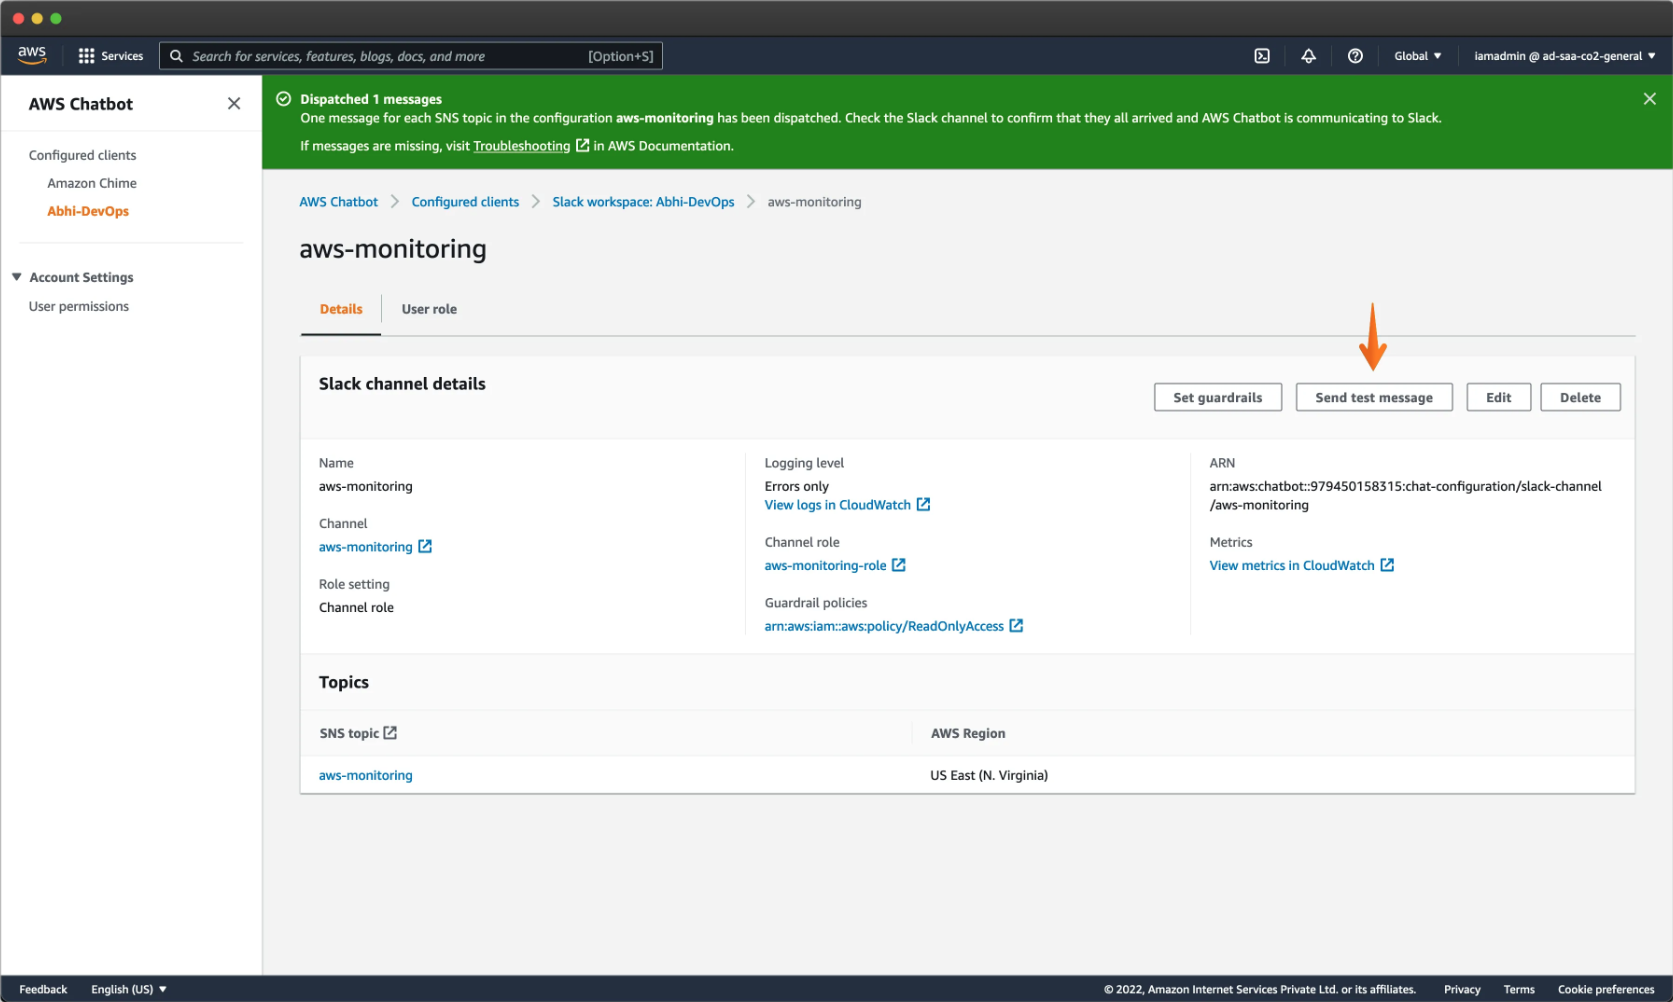 aws
Services
Search for services, features, blogs, docs, and more
[Option+S]
Global ▼
iamadmin @ ad-saa-co2-general ▼
AWS Chatbot
Configured clients
Amazon Chime
Abhi-DevOps
▼ Account Settings
User permissions
Dispatched 1 messages
One message for each SNS topic in the configuration aws-monitoring has been dispatched. Check the Slack channel to confirm that they all arrived and AWS Chatbot is communicating to Slack.
If messages are missing, visit Troubleshooting in AWS Documentation.
AWS Chatbot > Configured clients > Slack workspace: Abhi-DevOps > aws-monitoring
aws-monitoring
Details
User role
Slack channel details
Set guardrails
Send test message
Edit
Delete
Name
aws-monitoring
Channel
aws-monitoring
Role setting
Channel role
Logging level
Errors only
View logs in CloudWatch
Channel role
aws-monitoring-role
Guardrail policies
arn:aws:iam::aws:policy/ReadOnlyAccess
ARN
arn:aws:chatbot::979450158315:chat-configuration/slack-channel
/aws-monitoring
Metrics
View metrics in CloudWatch
Topics
SNS topic
AWS Region
aws-monitoring
US East (N. Virginia)
Feedback
English (US) ▼
© 2022, Amazon Internet Services Private Ltd. or its affiliates.
Privacy
Terms
Cookie preferences